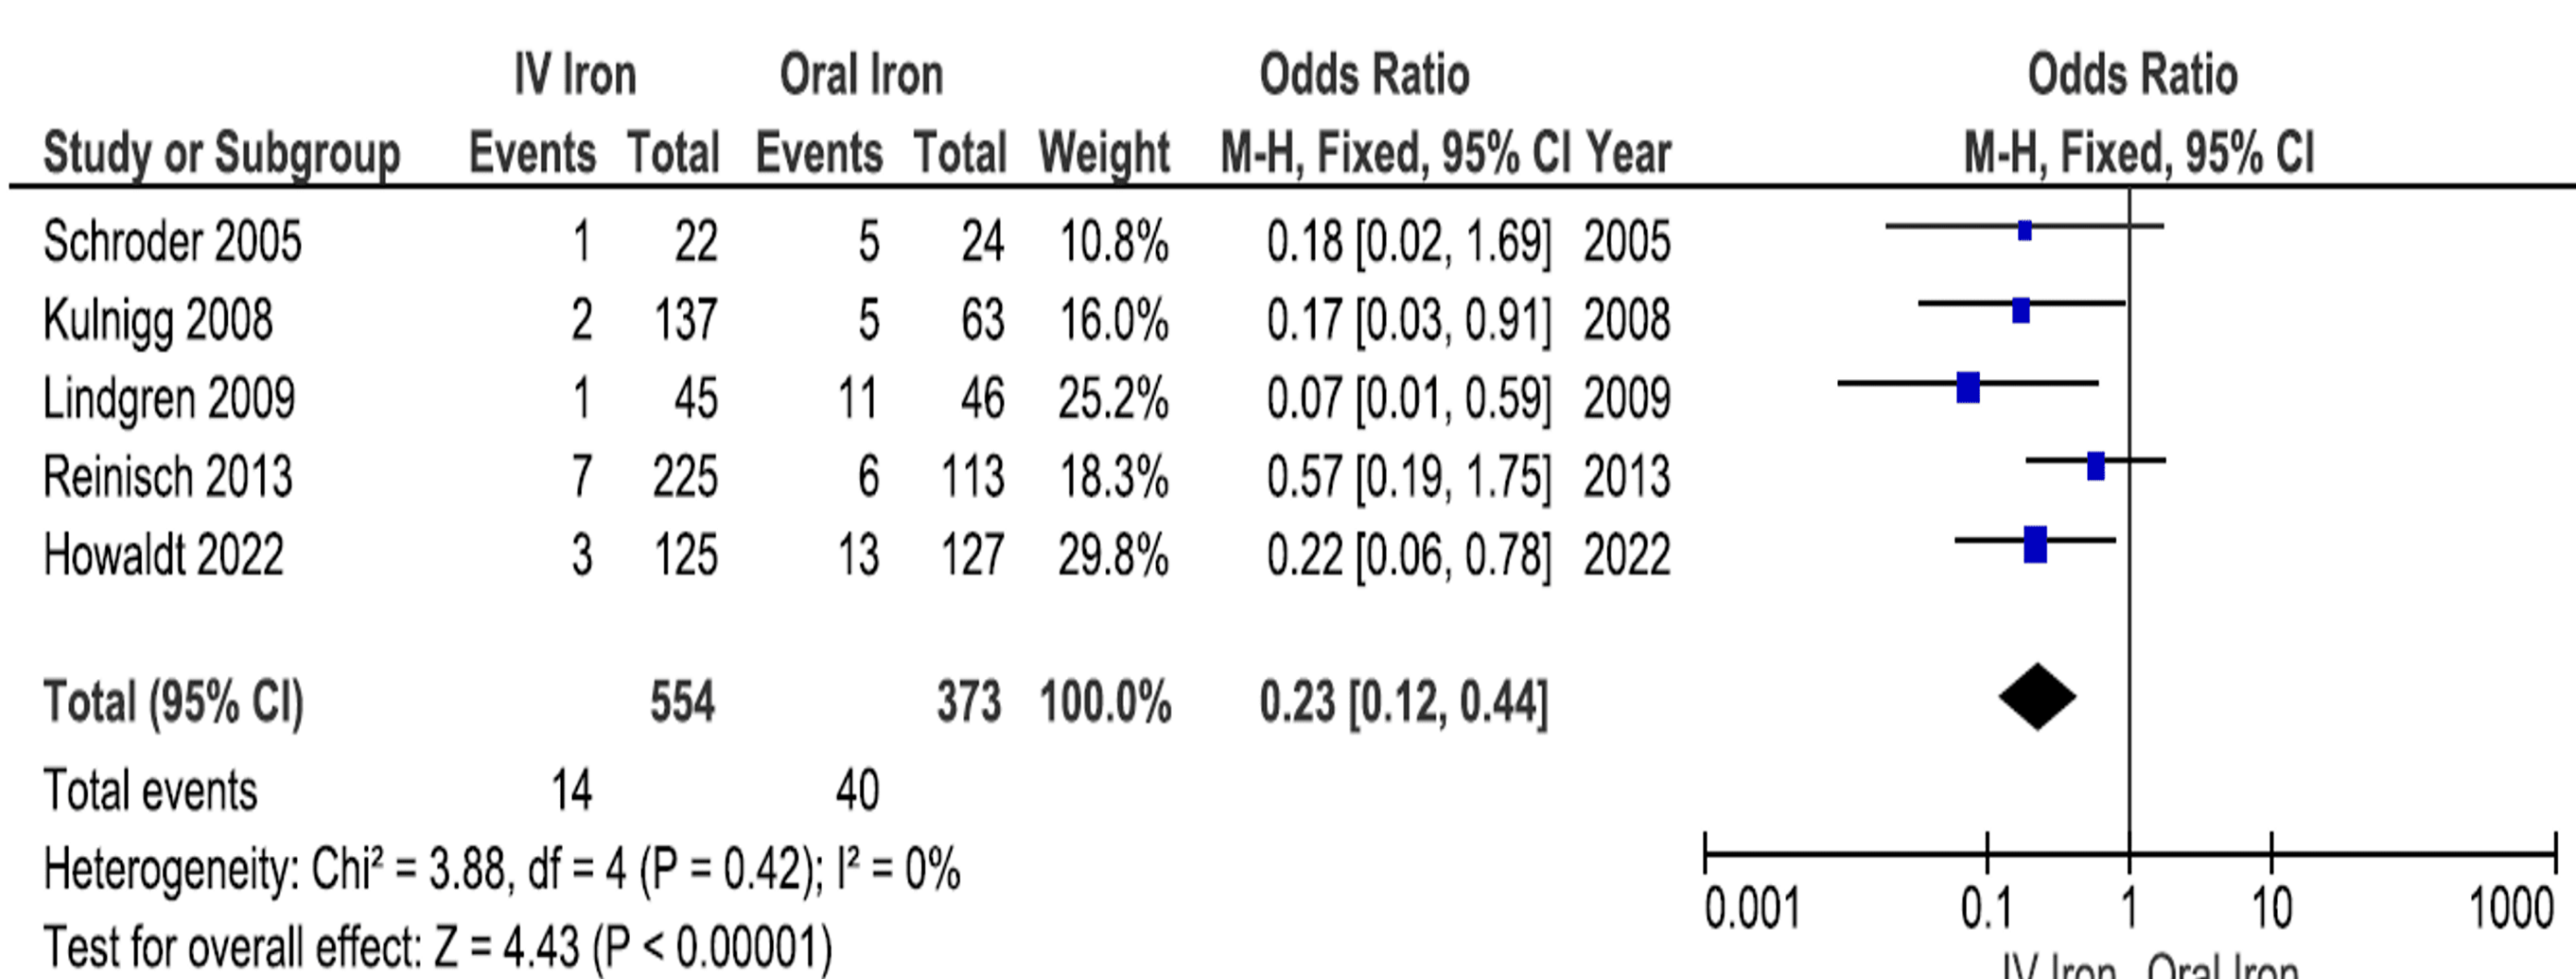 IV Iron Oral Iron Odds Ratio Odds Ratio
Study or Subgroup Events Total Events Total Weight M-H, Fixed, 95% CI Year M-H, Fixed, 95% CI
Schroder 2005 1 22 5 24 10.8% 0.18 [0.02, 1.69] 2005
Kulnigg 2008 2 137 5 63 16.0% 0.17 [0.03, 0.91] 2008
Lindgren 2009 1 45 11 46 25.2% 0.07 [0.01, 0.59] 2009
Reinisch 2013 7 225 6 113 18.3% 0.57 [0.19, 1.75] 2013
Howaldt 2022 3 125 13 127 29.8% 0.22 [0.06, 0.78] 2022
Total (95% CI) 554 373 100.0% 0.23 [0.12, 0.44]
Total events 14 40
Heterogeneity: Chi² = 3.88, df = 4 (P = 0.42); I² = 0%
Test for overall effect: Z = 4.43 (P < 0.00001)
0.001 0.1 1 10 1000
IV Iron Oral Iron